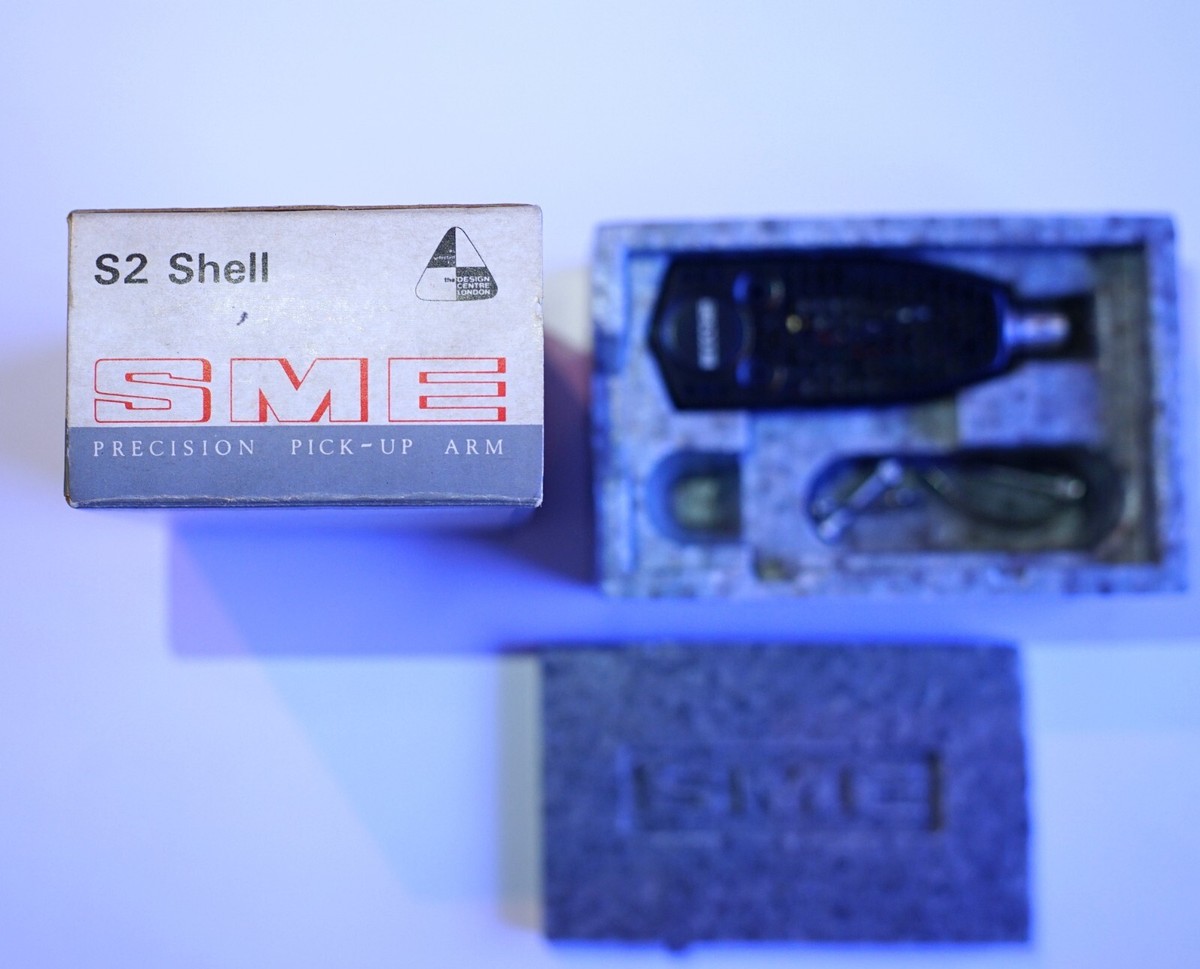 S2 Shell
the DESIGN
CENTRE
LONDON
SME
PRECISION PICK-UP ARM
SME